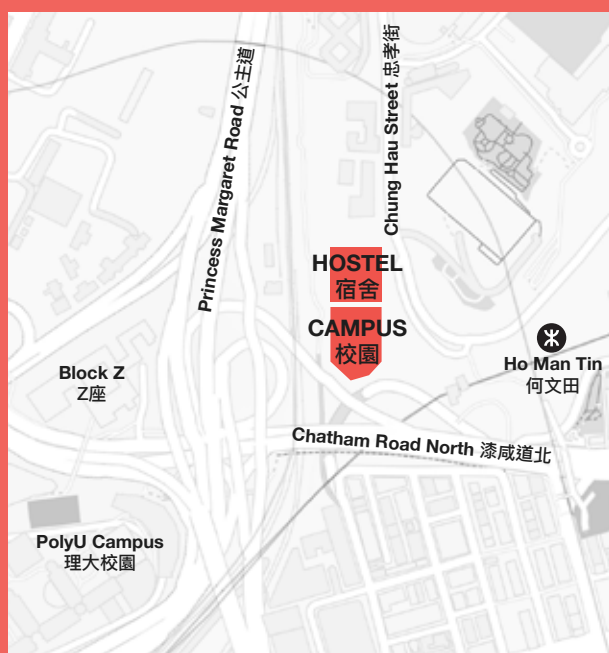 Princess Margaret Road 公主道
Chung Hau Street 忠孝街
HOSTEL
宿舍
CAMPUS
校園
Ho Man Tin
何文田
Block Z
Z座
Chatham Road North 漆咸道北
PolyU Campus
理大校園